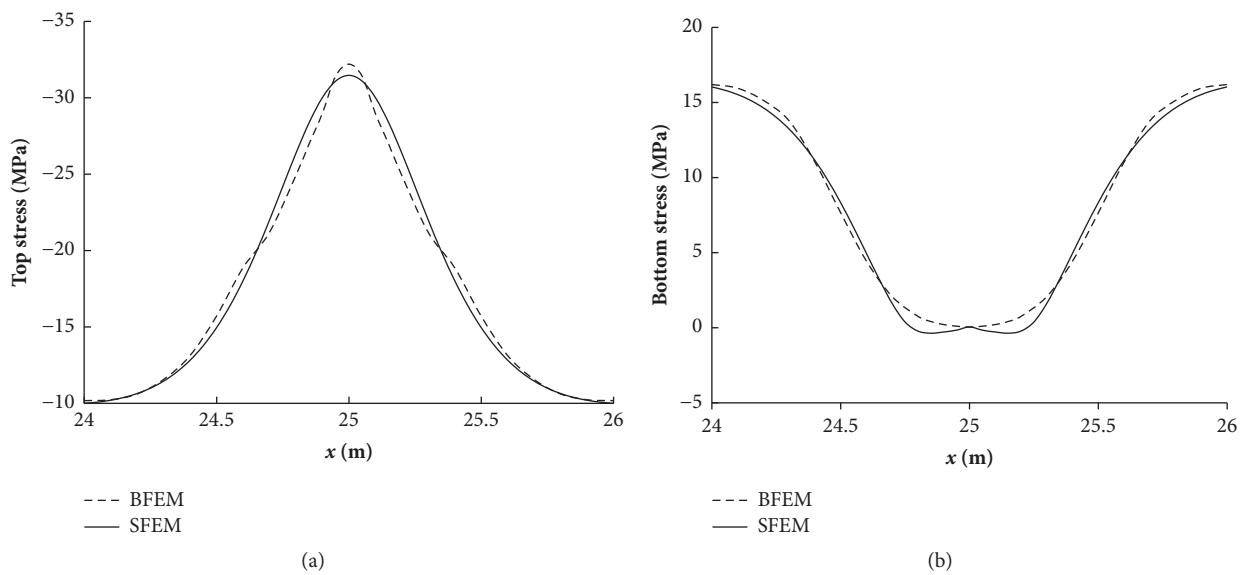 −35
−30
−25
−20
−15
−10
Top stress (MPa)
24
24.5
25
25.5
26
x (m)
BFEM
SFEM
(a)
20
15
10
5
0
−5
Bottom stress (MPa)
24
24.5
25
25.5
26
x (m)
BFEM
SFEM
(b)